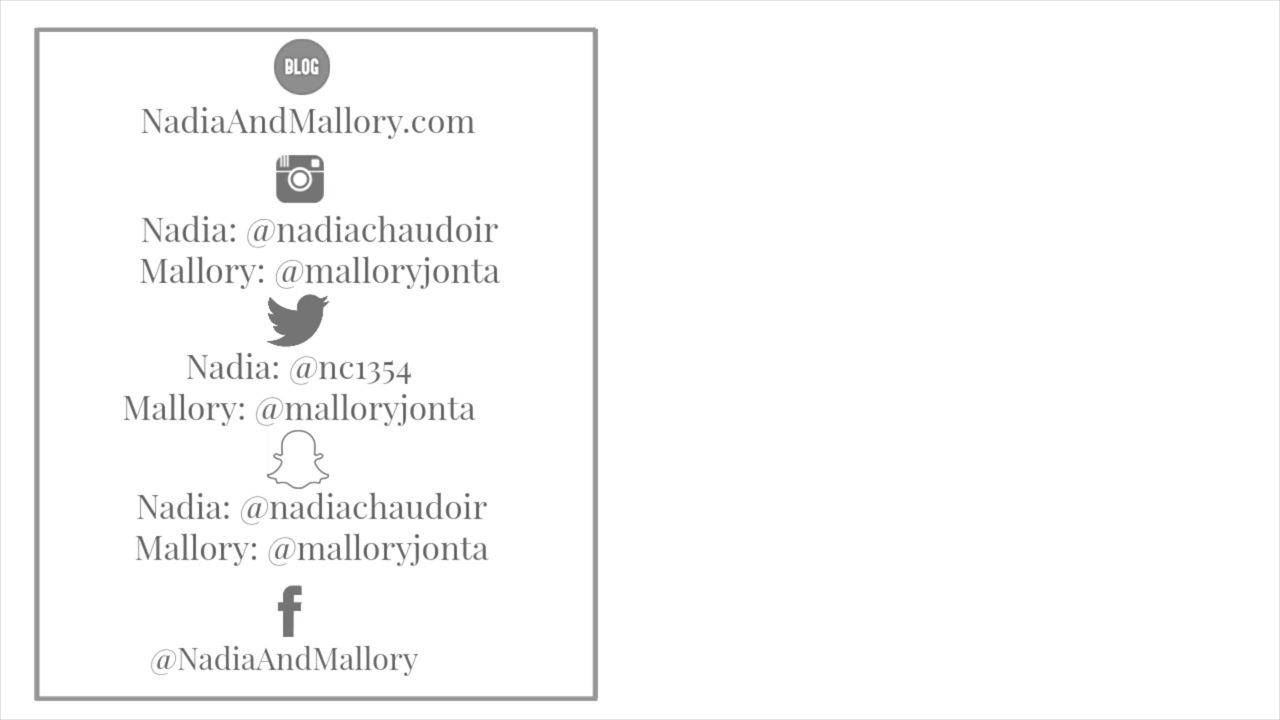 BLOG
NadiaAndMallory.com
Nadia: @nadiachaudoir
Mallory: @malloryjonta
Nadia: @nc1354
Mallory: @malloryjonta
Nadia: @nadiachaudoir
Mallory: @malloryjonta
f
@NadiaAndMallory